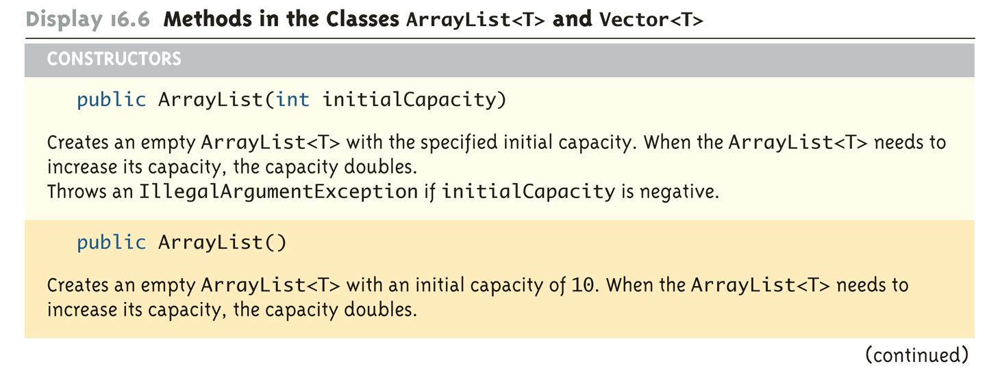 Display 16.6 Methods in the Classes ArrayList<T> and Vector<T>
CONSTRUCTORS
public ArrayList(int initialCapacity)
Creates an empty ArrayList<T> with the specified initial capacity. When the ArrayList<T> needs to
increase its capacity, the capacity doubles.
Throws an IllegalArgumentException if initialCapacity is negative.
public ArrayList()
Creates an empty ArrayList<T> with an initial capacity of 10. When the ArrayList<T> needs to
increase its capacity, the capacity doubles.
(continued)